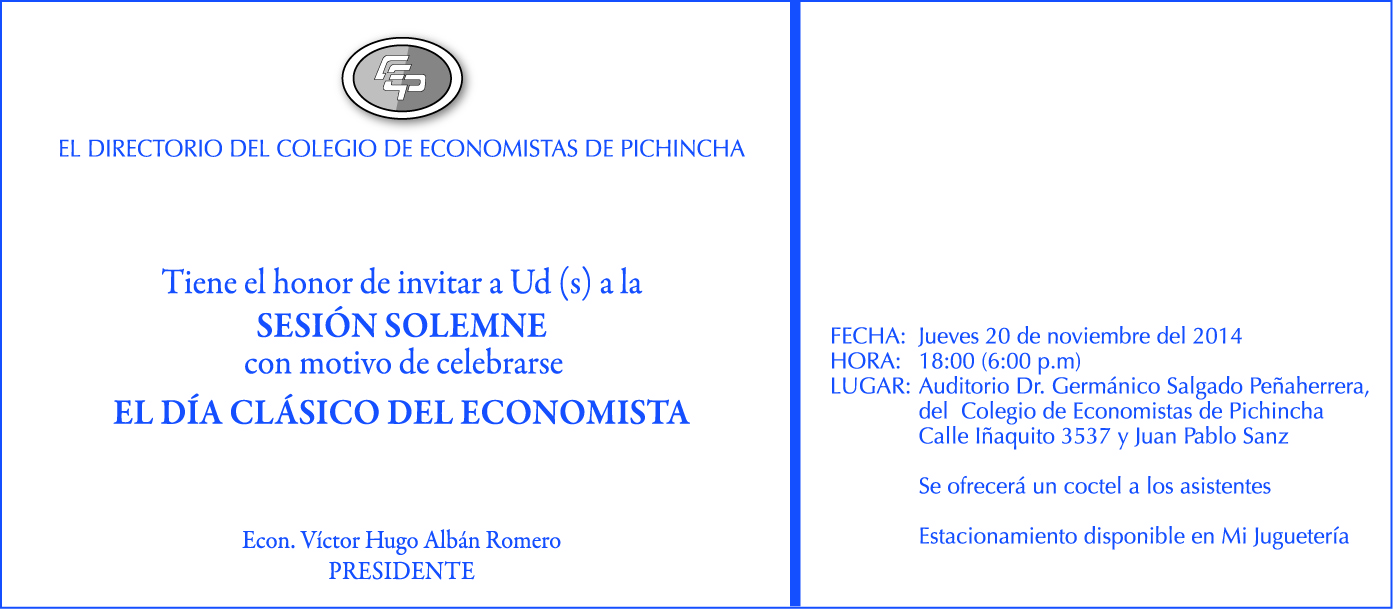 CEP
EL DIRECTORIO DEL COLEGIO DE ECONOMISTAS DE PICHINCHA
Tiene el honor de invitar a Ud (s) a la
SESIÓN SOLEMNE
con motivo de celebrarse
EL DÍA CLÁSICO DEL ECONOMISTA
Econ. Víctor Hugo Albán Romero
PRESIDENTE
FECHA: Jueves 20 de noviembre del 2014
HORA: 18:00 (6:00 p.m)
LUGAR: Auditorio Dr. Germánico Salgado Peñaherrera,
del Colegio de Economistas de Pichincha
Calle Iñaquito 3537 y Juan Pablo Sanz
Se ofrecerá un coctel a los asistentes
Estacionamiento disponible en Mi Juguetería